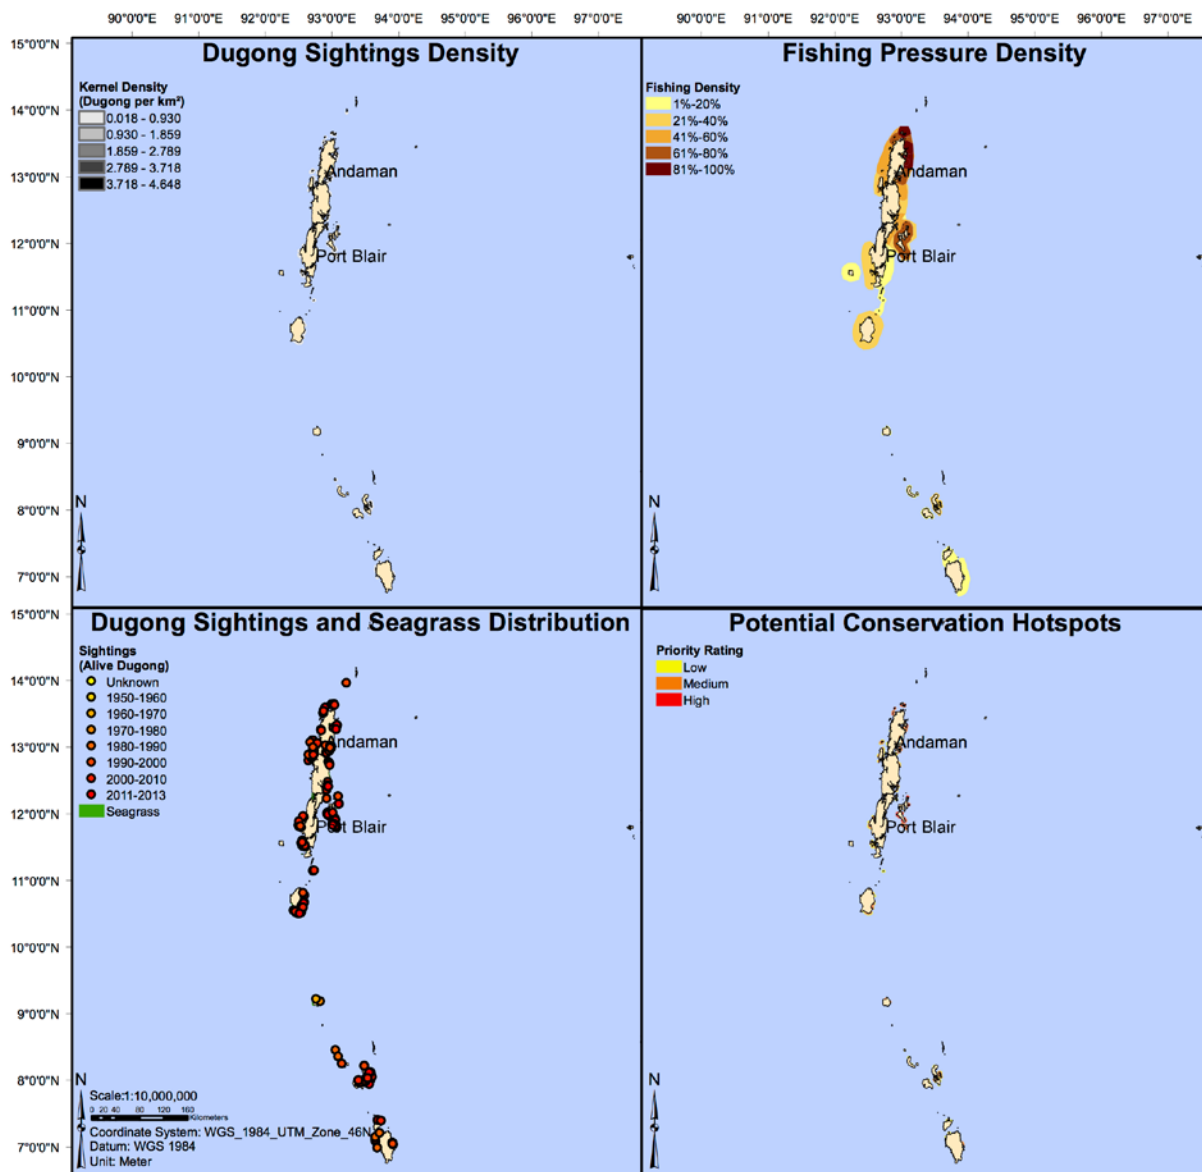 90°0'0"E 91°0'0"E 92°0'0"E 93°0'0"E 94°0'0"E 95°0'0"E 96°0'0"E 97°0'0"E
90°0'0"E 91°0'0"E 92°0'0"E 93°0'0"E 94°0'0"E 95°0'0"E 96°0'0"E 97°0'0"E
15°0'0"N
14°0'0"N
13°0'0"N
12°0'0"N
11°0'0"N
10°0'0"N
9°0'0"N
8°0'0"N
7°0'0"N
Dugong Sightings Density
Kernel Density
(Dugong per km²)
0.018 - 0.930
0.930 - 1.859
1.859 - 2.789
2.789 - 3.718
3.718 - 4.648
Andaman
Port Blair
N
Fishing Pressure Density
Fishing Density
1%-20%
21%-40%
41%-60%
61%-80%
81%-100%
Andaman
Port Blair
N
15°0'0"N
14°0'0"N
13°0'0"N
12°0'0"N
11°0'0"N
10°0'0"N
9°0'0"N
8°0'0"N
7°0'0"N
Dugong Sightings and Seagrass Distribution
Sightings
(Alive Dugong)
Unknown
1950-1960
1960-1970
1970-1980
1980-1990
1990-2000
2000-2010
2011-2013
Seagrass
Andaman
Port Blair
N
Scale:1:10,000,000
0 20 40 80 120 160
Kilometers
Coordinate System: WGS_1984_UTM_Zone_46N
Datum: WGS 1984
Unit: Meter
Potential Conservation Hotspots
Priority Rating
Low
Medium
High
Andaman
Port Blair
N